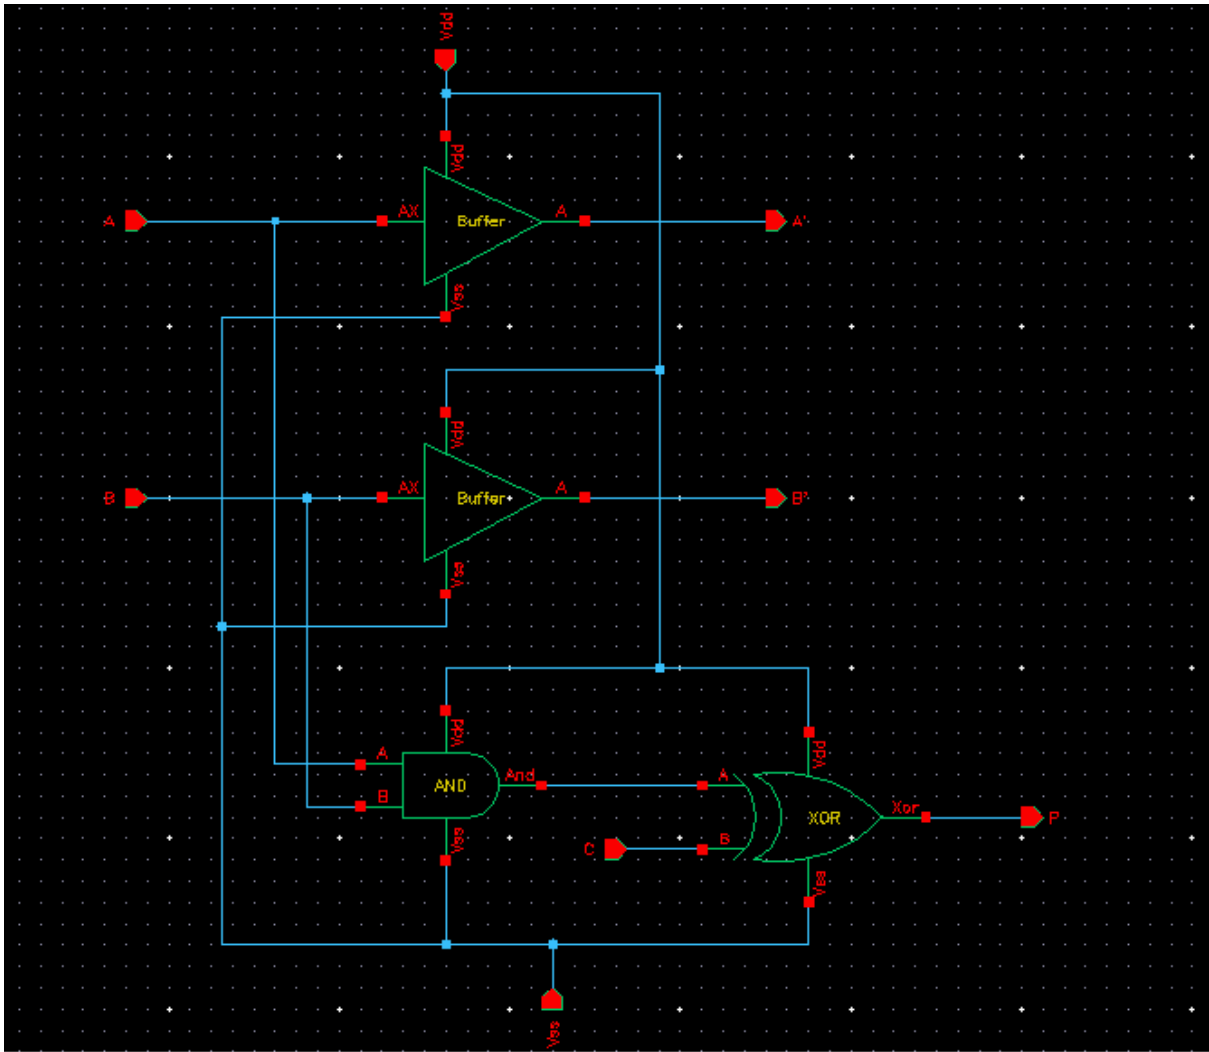 Vdd
Vdd
A AX Buffer A A'
Vss
Vdd
B AX Buffer A B'
Vss
Vdd
Vdd
A
And A
AND
B
Xor P
XOR
Vss
C B
Vss
Vss